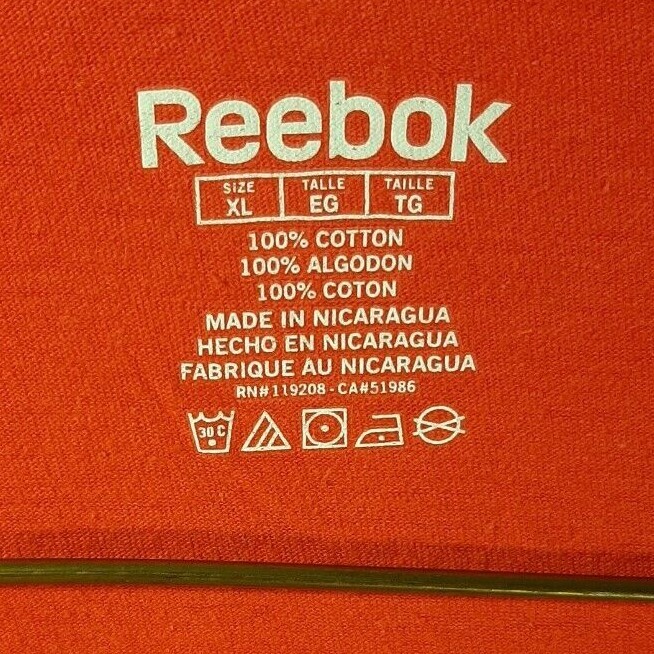 Reebok
SIZE TALLE TAILLE
XL EG TG
100% COTTON
100% ALGODON
100% COTON
MADE IN NICARAGUA
HECHO EN NICARAGUA
FABRIQUE AU NICARAGUA
RN# 119208 - CA#51986
30 C